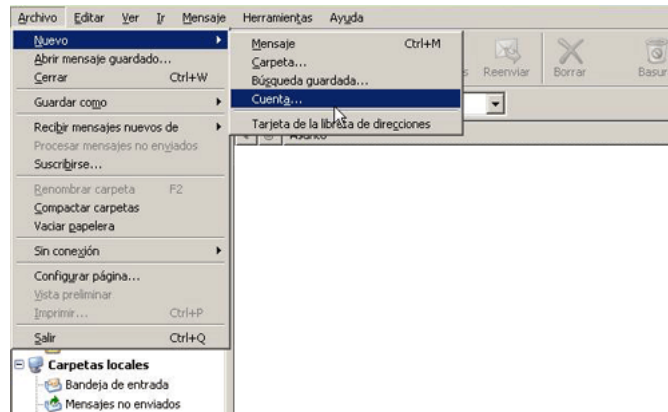 Archivo Editar Ver Ir Mensaje Herramientas Ayuda
Nuevo
Abrir mensaje guardado...
Cerrar Ctrl+W
Guardar como
Recibir mensajes nuevos de
Procesar mensajes no enviados
Suscribirse...
Renombrar carpeta F2
Compactar carpetas
Vaciar papelera
Sin conexión
Configurar página...
Vista preliminar
Imprimir... Ctrl+P
Salir Ctrl+Q
Mensaje Ctrl+M
Carpeta...
Búsqueda guardada...
Cuenta...
Tarjeta de la libreta de direcciones
Reenviar Borrar Basur
Asunto
Carpetas locales
Bandeja de entrada
Mensajes no enviados